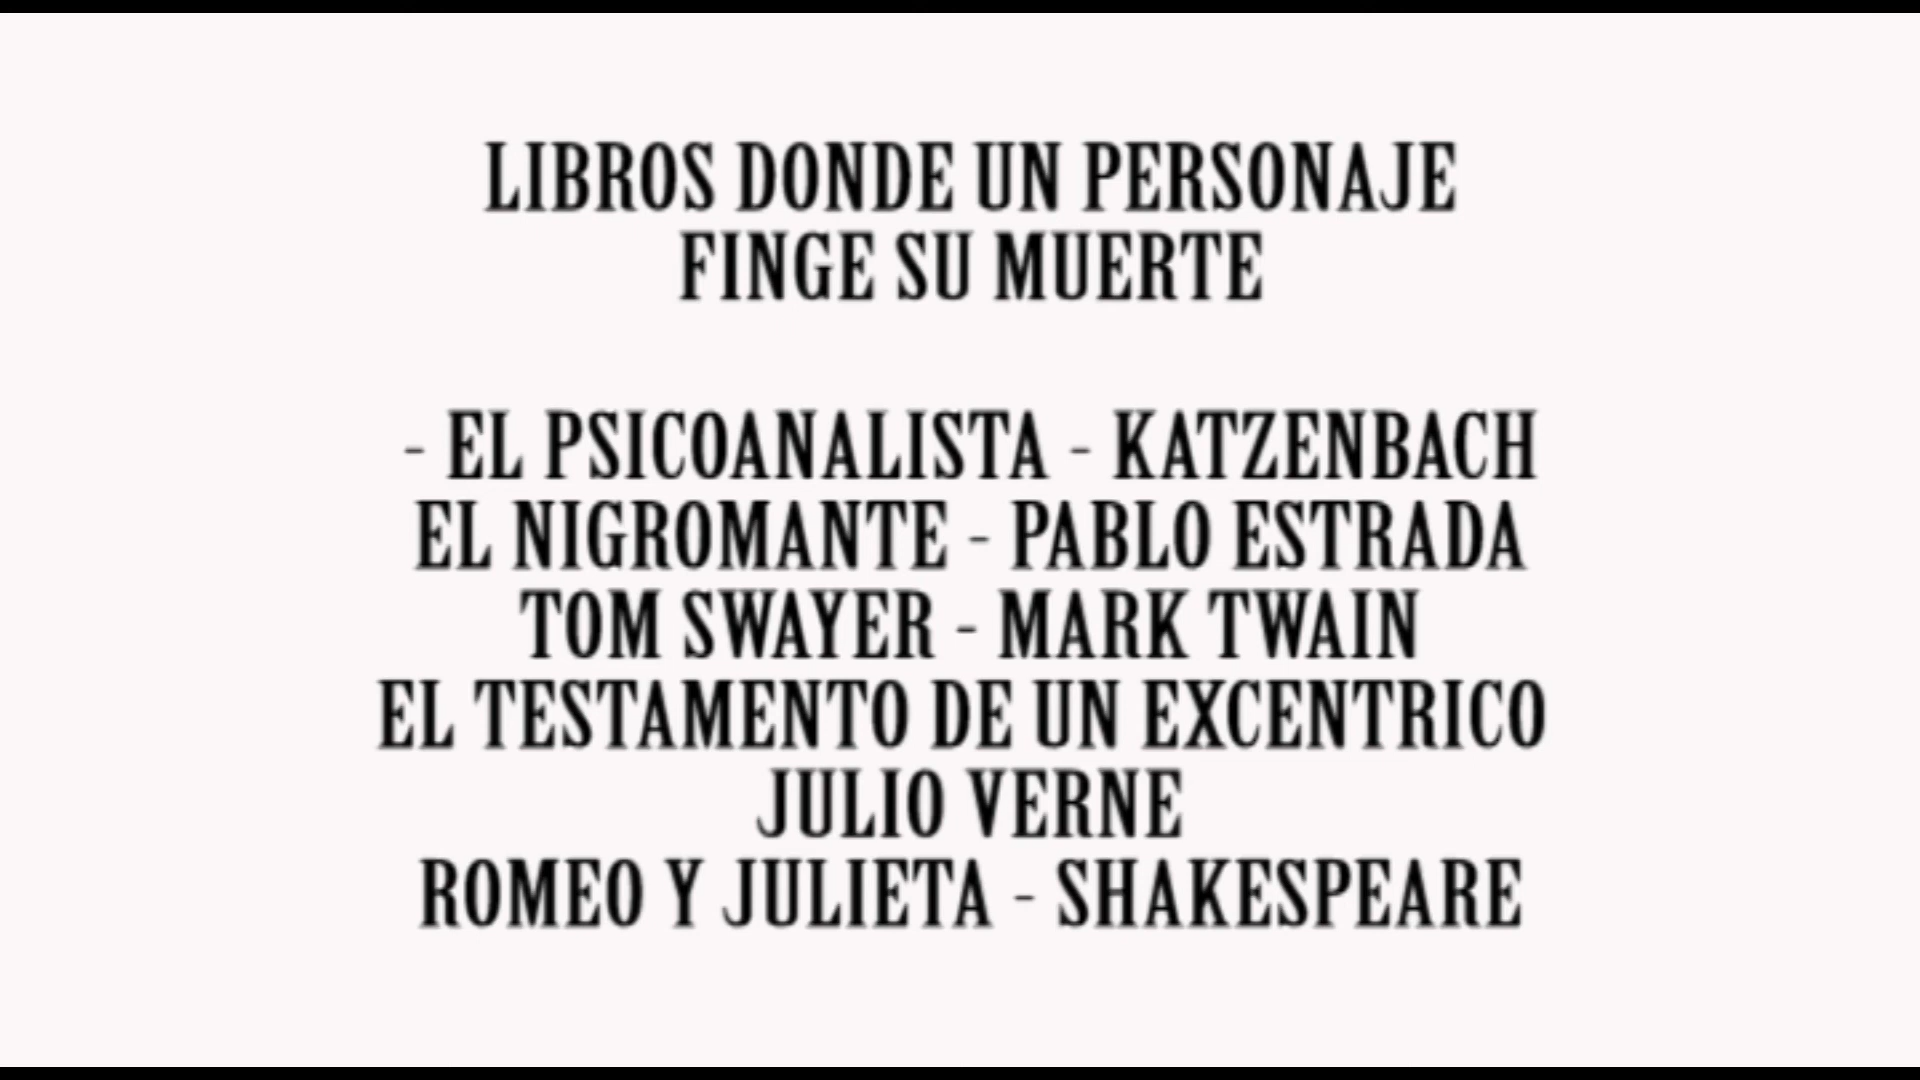 LIBROS DONDE UN PERSONAJE
FINGE SU MUERTE
- EL PSICOANALISTA - KATZENBACH
EL NIGROMANTE - PABLO ESTRADA
TOM SWAYER - MARK TWAIN
EL TESTAMENTO DE UN EXCENTRICO
JULIO VERNE
ROMEO Y JULIETA - SHAKESPEARE